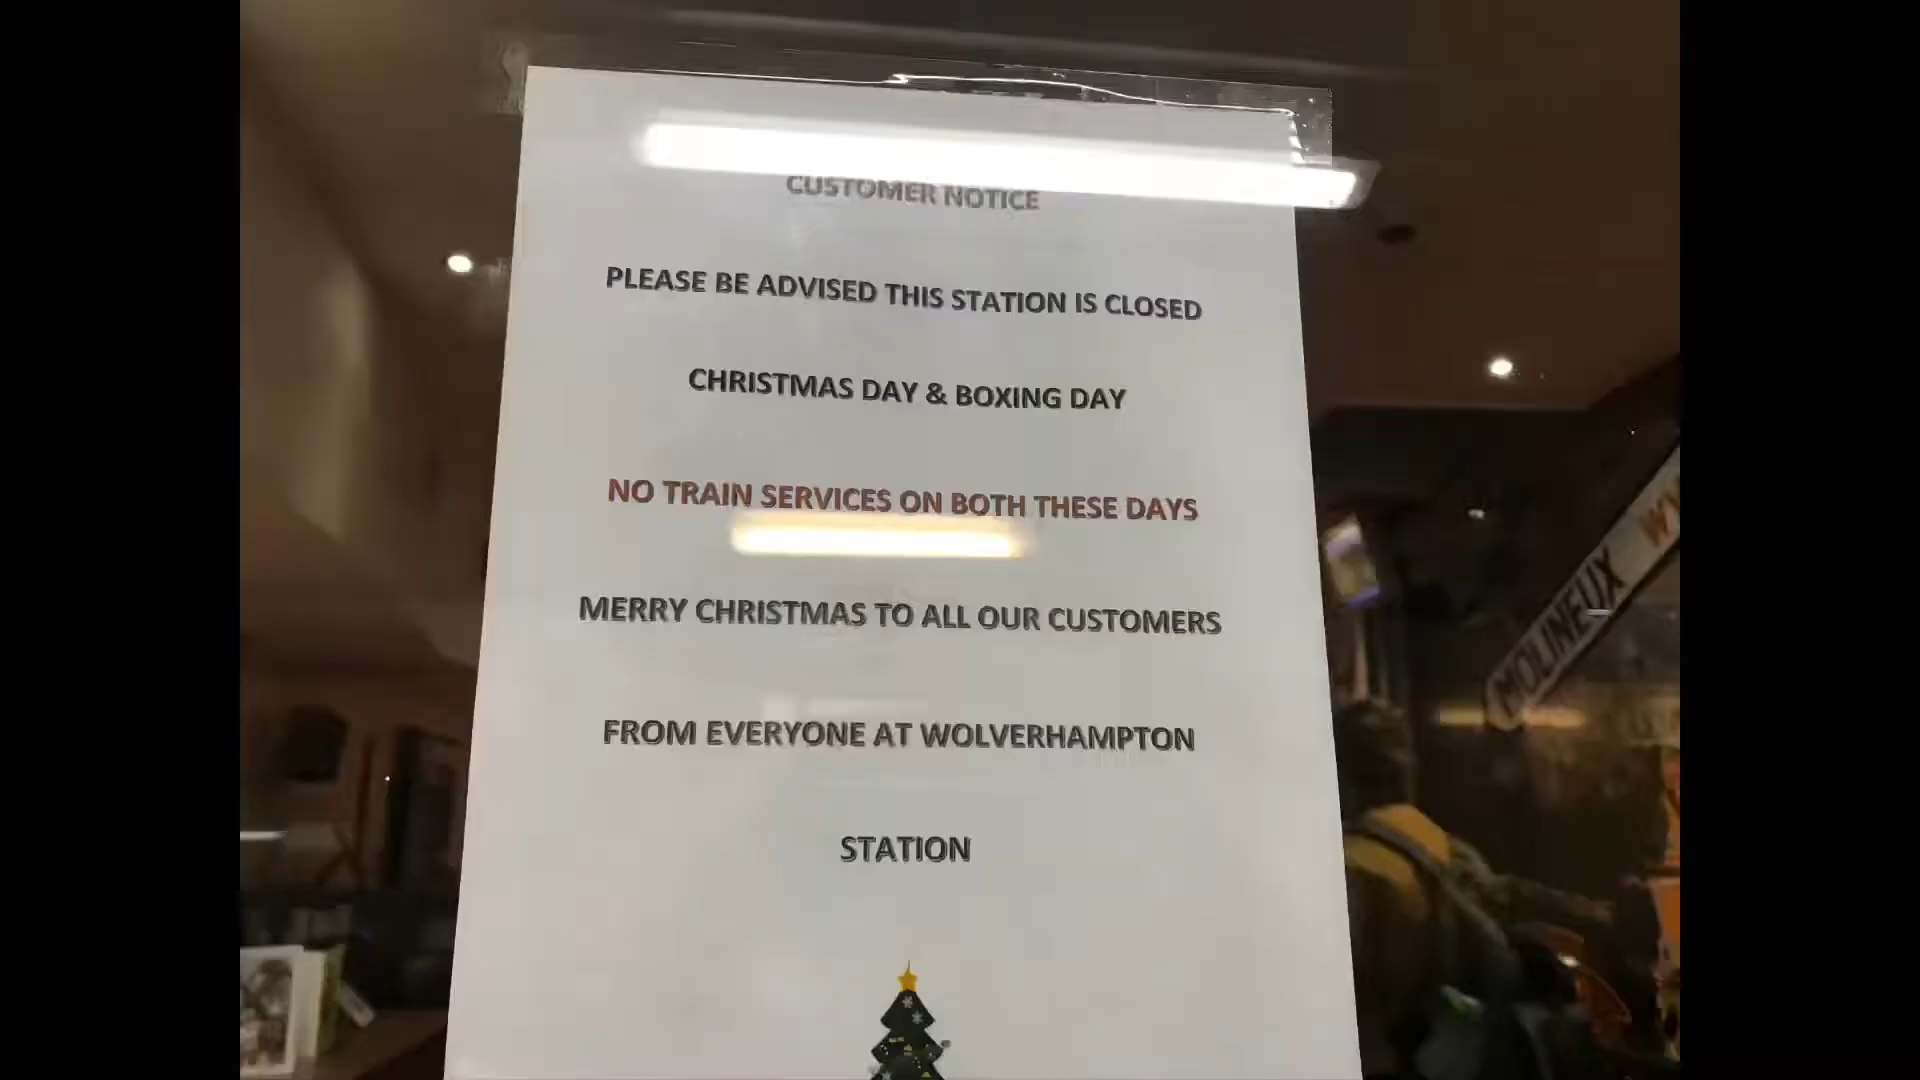 CUSTOMER NOTICE
PLEASE BE ADVISED THIS STATION IS CLOSED
CHRISTMAS DAY & BOXING DAY
NO TRAIN SERVICES ON BOTH THESE DAYS
MERRY CHRISTMAS TO ALL OUR CUSTOMERS
FROM EVERYONE AT WOLVERHAMPTON
STATION
MOLINEUX